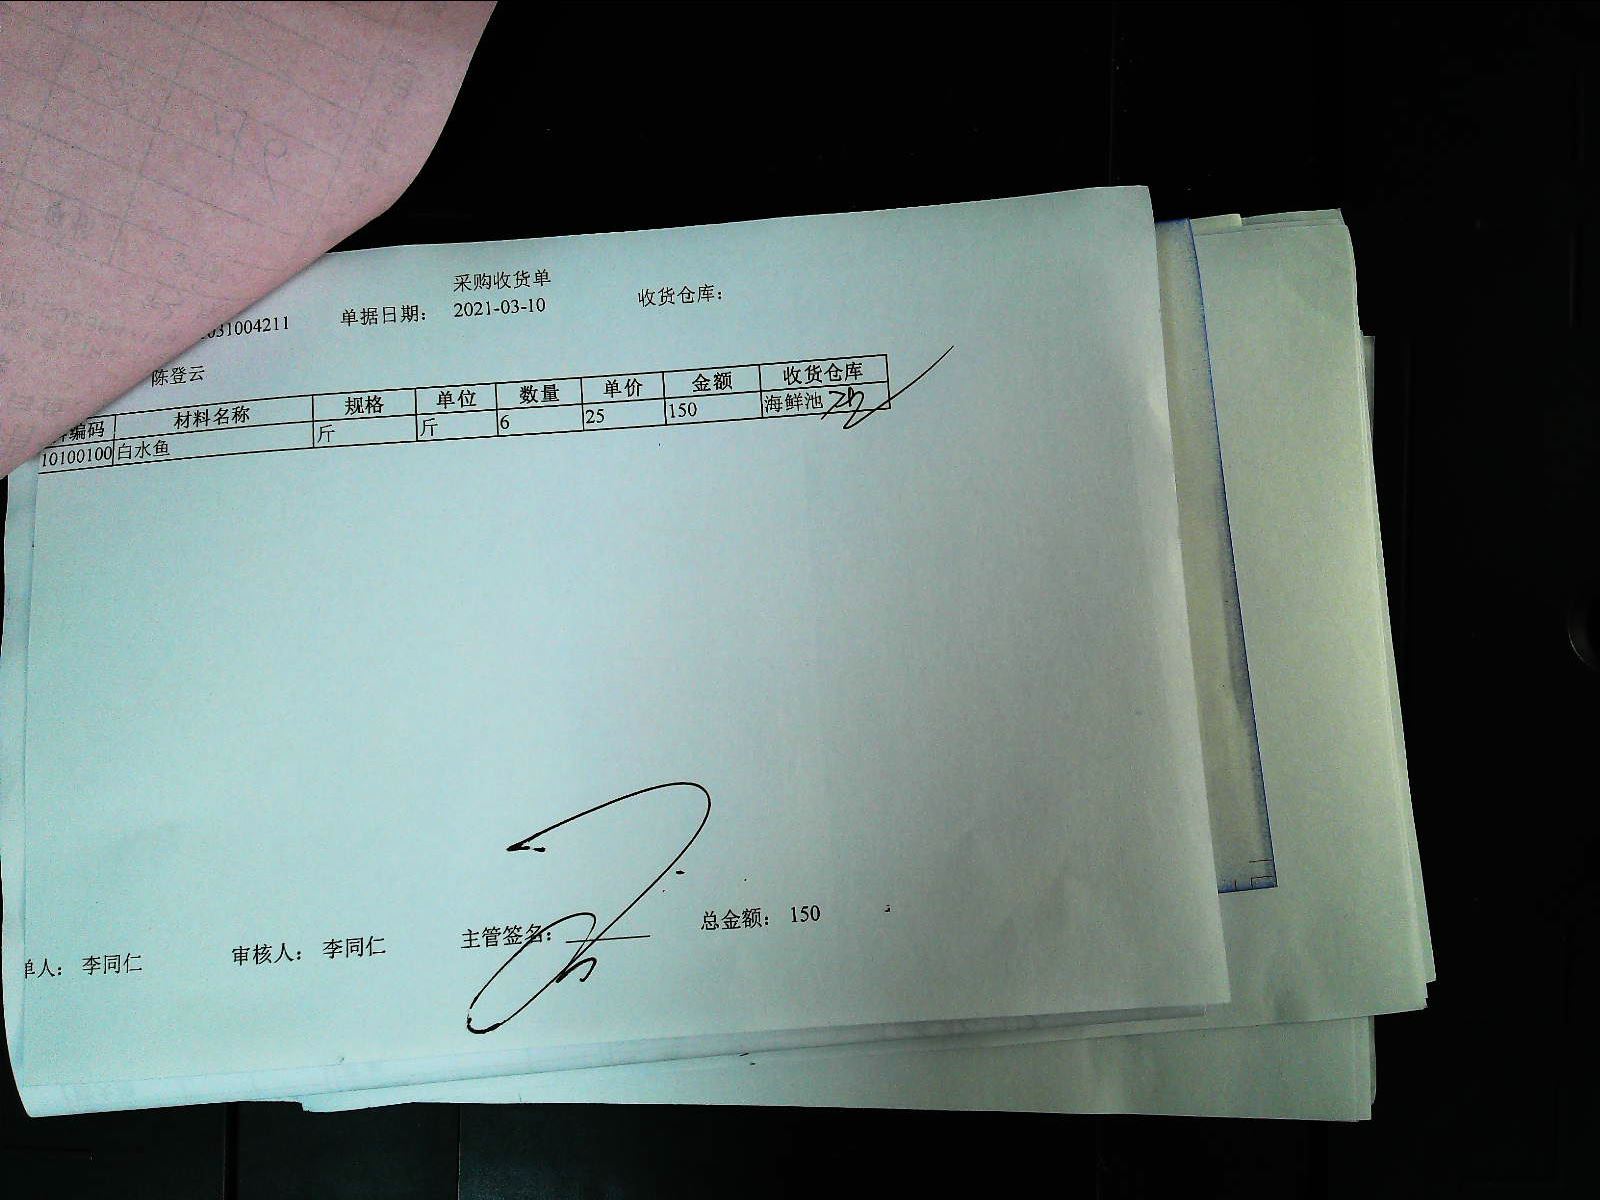 采购收货单
031004211 单据日期: 2021-03-10 收货仓库:
陈登云
编码 材料名称 规格 单位 数量 单价 金额 收货仓库
10100100 白水鱼 斤 斤 6 25 150 海鲜池
单人: 李同仁 审核人: 李同仁 主管签名: 总金额: 150